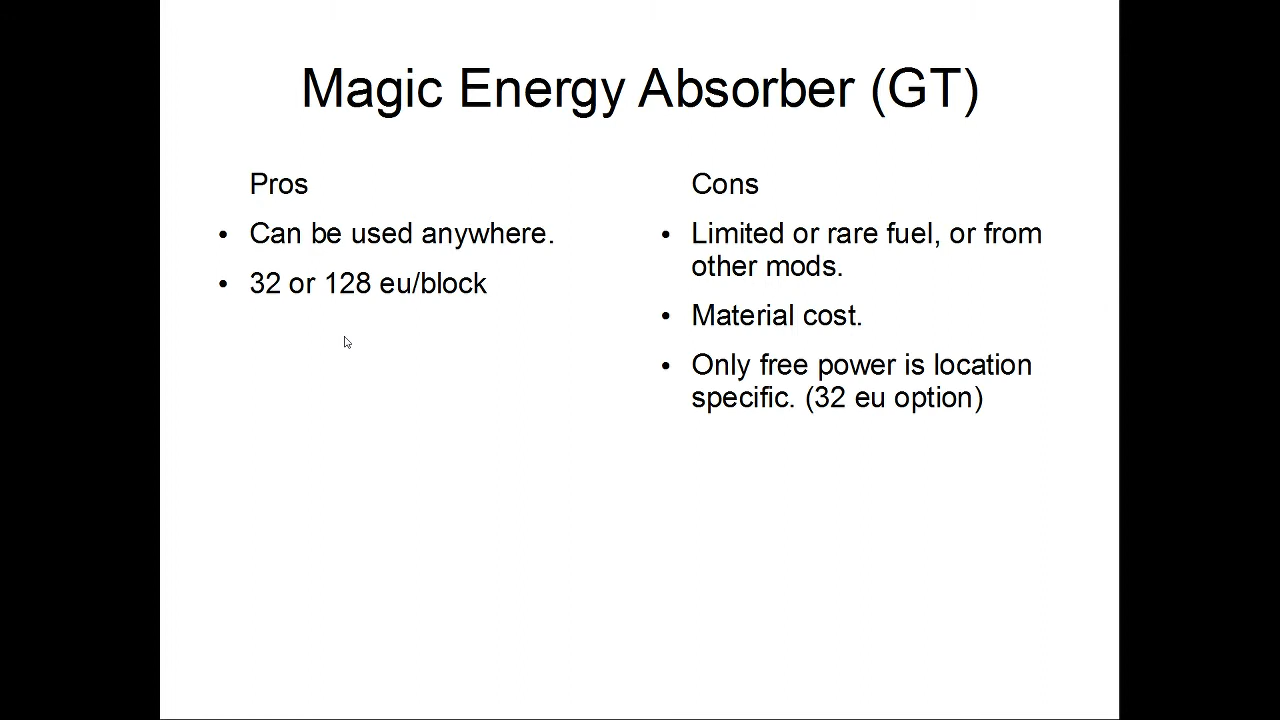 Magic Energy Absorber (GT)
Pros
• Can be used anywhere.
• 32 or 128 eu/block
Cons
• Limited or rare fuel, or from
other mods.
• Material cost.
• Only free power is location
specific. (32 eu option)